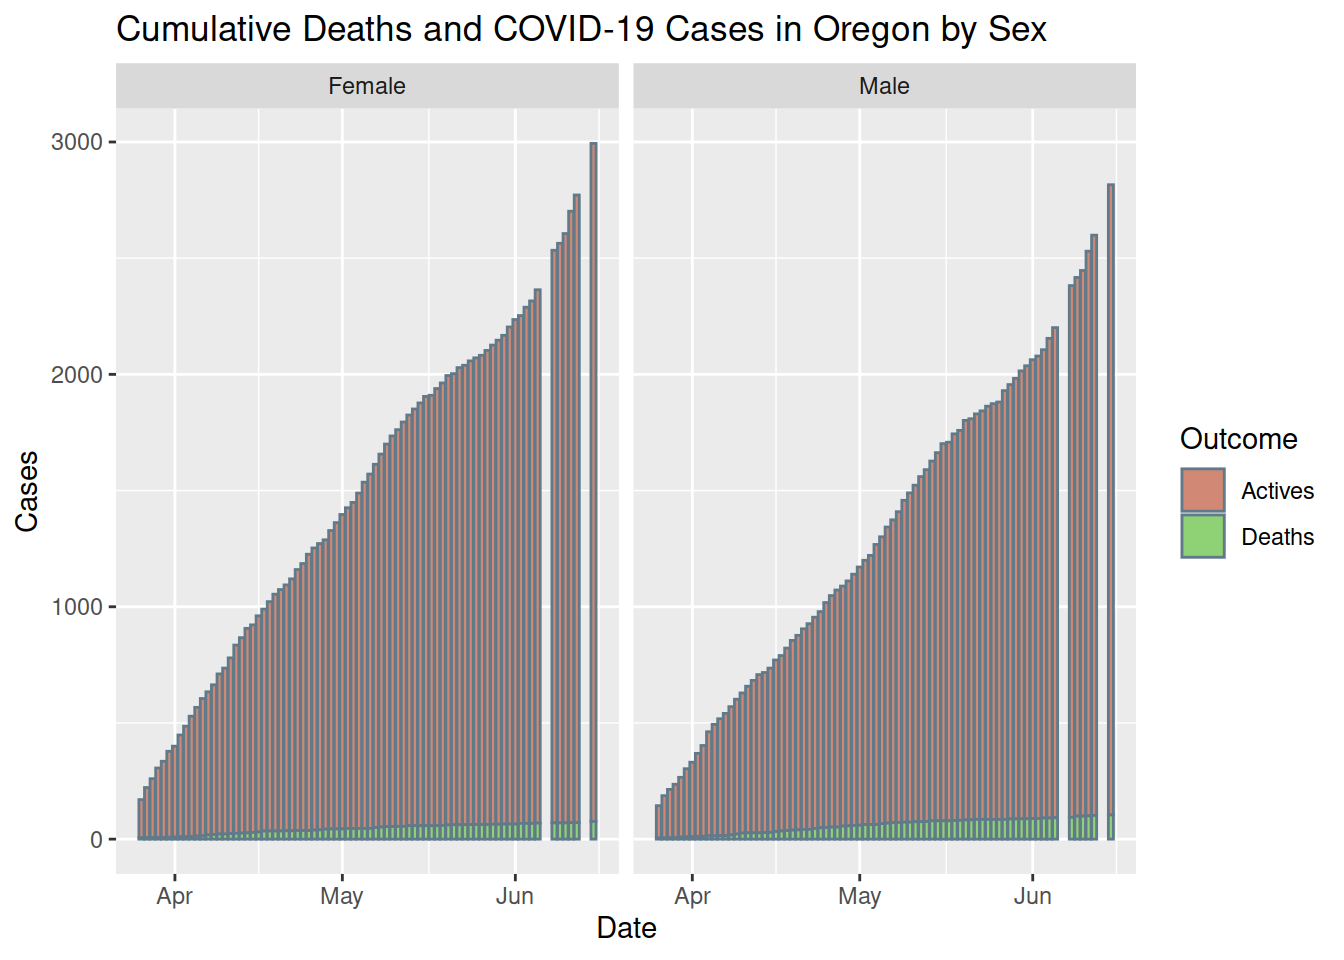 Cumulative Deaths and COVID-19 Cases in Oregon by Sex
Female
Male
3000
2000
1000
0
Cases
Apr
May
Jun
Apr
May
Jun
Date
Outcome
Actives
Deaths